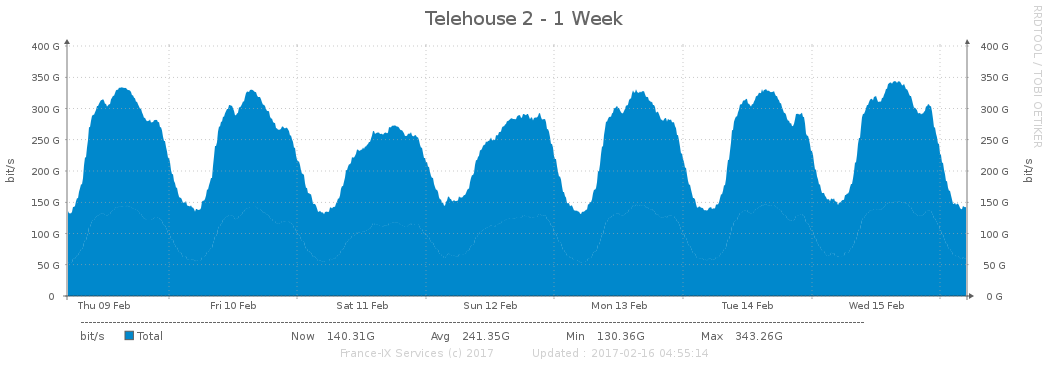 Telehouse 2 - 1 Week
RRDTOOL / TOBI OETIKER
400 G 400 G
350 G 350 G
300 G 300 G
250 G 250 G
200 G 200 G
150 G 150 G
100 G 100 G
50 G 50 G
0 0 G
bit/s bit/s
Thu 09 Feb Fri 10 Feb Sat 11 Feb Sun 12 Feb Mon 13 Feb Tue 14 Feb Wed 15 Feb
bit/s Total Now 140.31G Avg 241.35G Min 130.36G Max 343.26G
France-IX Services (c) 2017 Updated : 2017-02-16 04:55:14